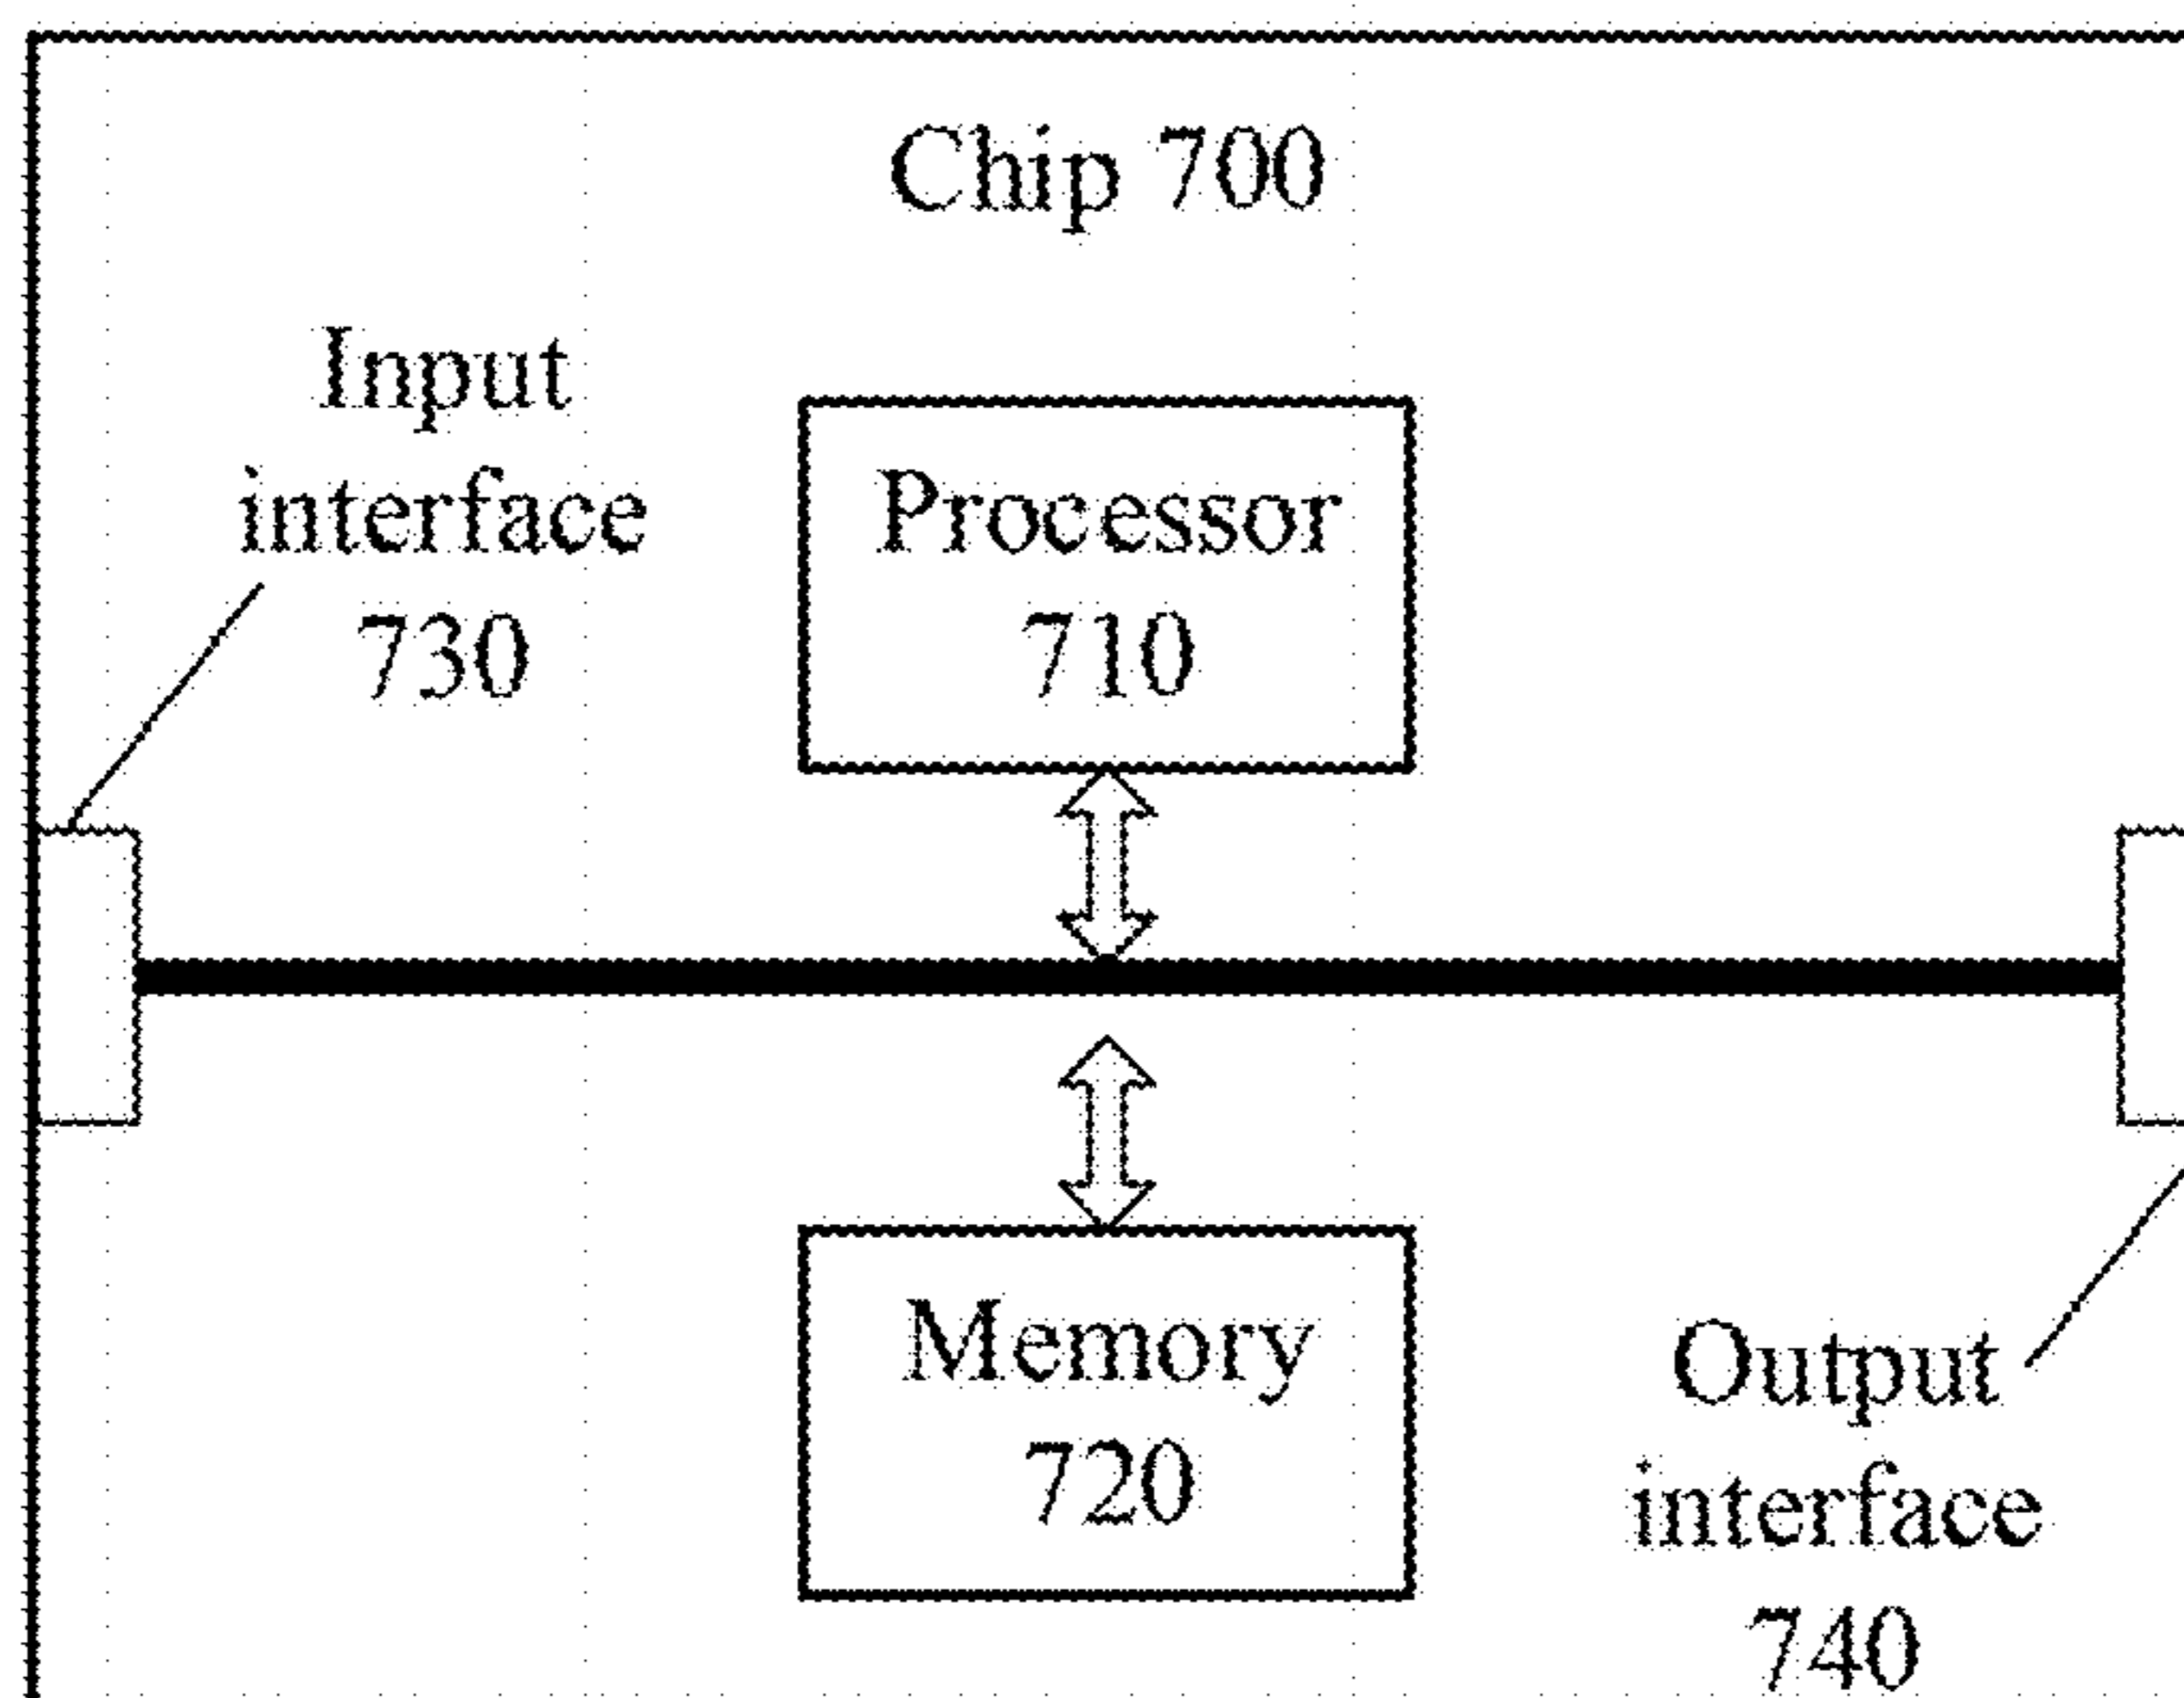 Chip 700
Input
interface
730
Processor
710
Memory
720
Output
interface
740